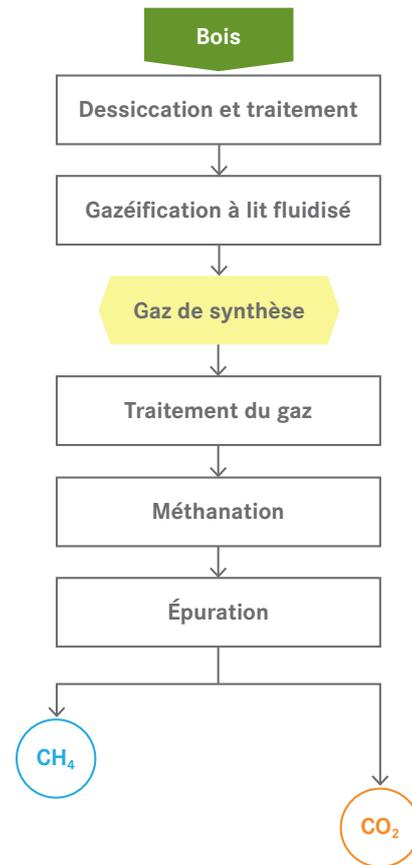 Bois
Dessiccation et traitement
Gazéification à lit fluidisé
Gaz de synthèse
Traitement du gaz
Méthanation
Épuration
CH₄
CO₂